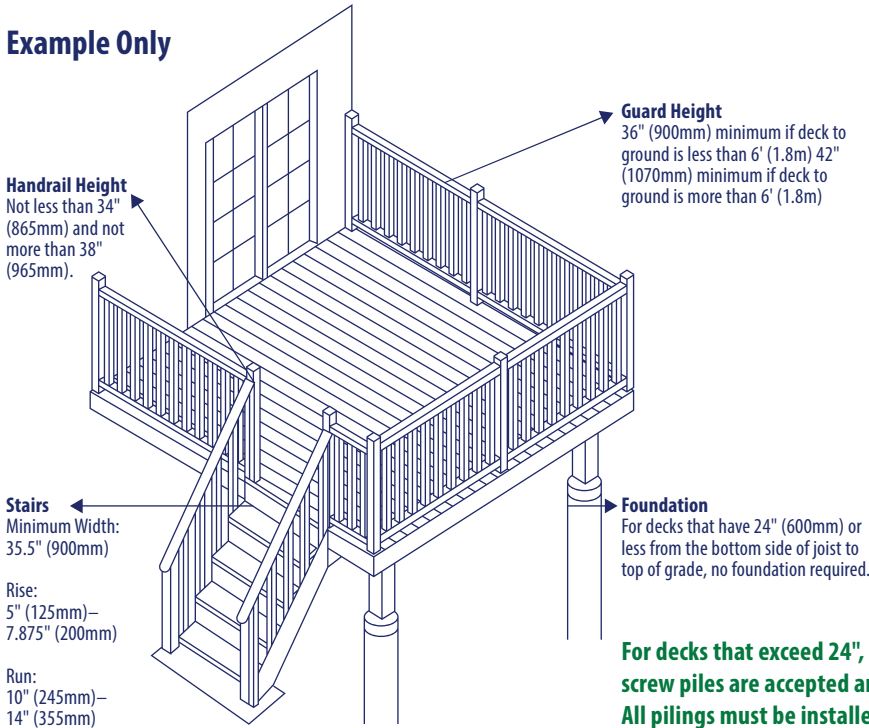 Example Only
Guard Height
36" (900mm) minimum if deck to
ground is less than 6' (1.8m) 42"
(1070mm) minimum if deck to
ground is more than 6' (1.8m)
Handrail Height
Not less than 34"
(865mm) and not
more than 38"
(965mm).
Stairs
Minimum Width:
35.5" (900mm)
Rise:
5" (125mm)–
7.875" (200mm)
Run:
10" (245mm)–
14" (355mm)
Foundation
For decks that have 24" (600mm) or
less from the bottom side of joist to
top of grade, no foundation required.
For decks that exceed 24",
screw piles are accepted
All pilings must be